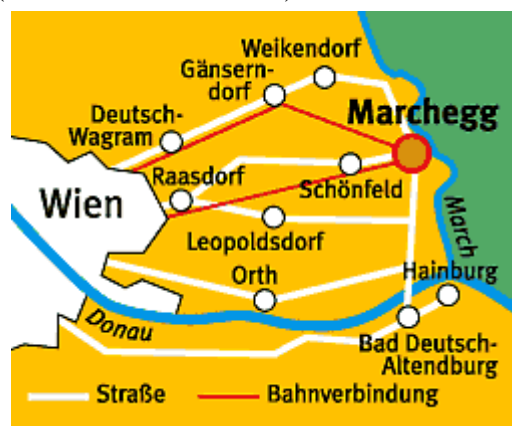 Weikendorf
Gänsern-
dorf
Marchegg
Deutsch-
Wagram
Raasdorf
Schönfeld
Wien
March
Leopoldsdorf
Orth
Hainburg
Donau
Bad Deutsch-
Altendburg
Straße
Bahnverbindung